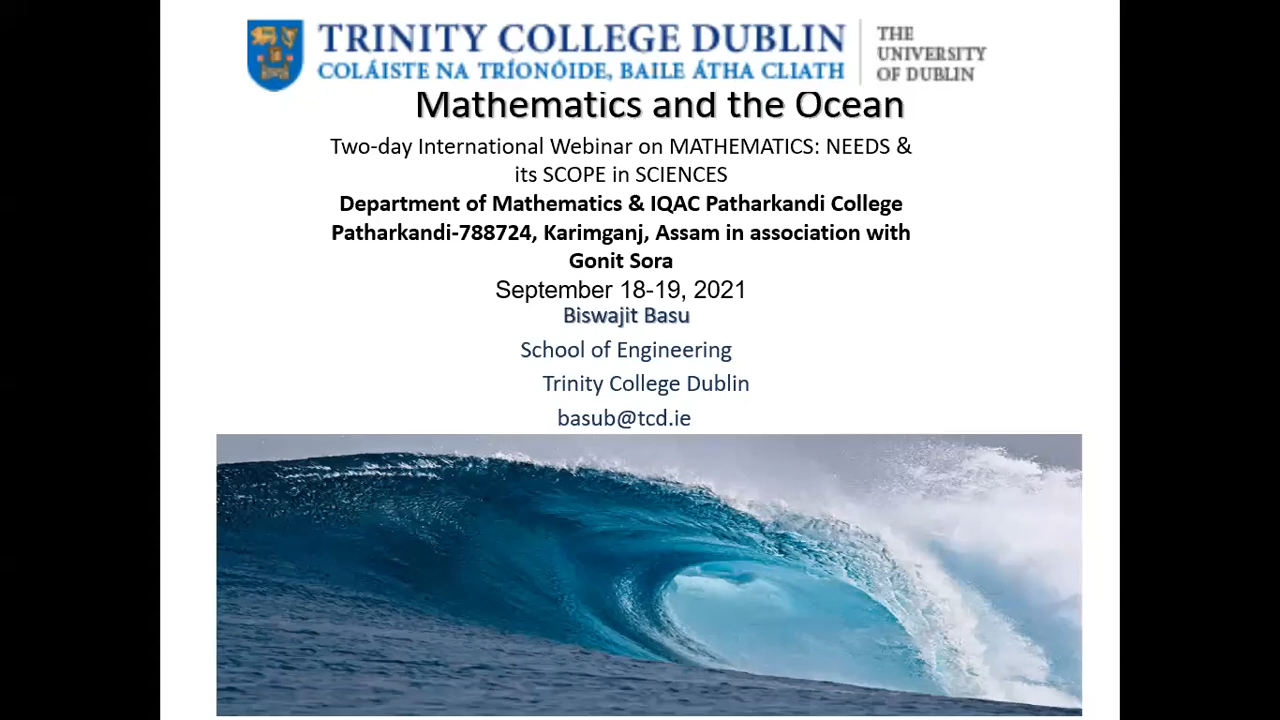 TRINITY COLLEGE DUBLIN
COLÁISTE NA TRÍONÓIDE, BAILE ÁTHA CLIATH
THE
UNIVERSITY
OF DUBLIN
Mathematics and the Ocean
Two-day International Webinar on MATHEMATICS: NEEDS &
its SCOPE in SCIENCES
Department of Mathematics & IQAC Patharkandi College
Patharkandi-788724, Karimganj, Assam in association with
Gonit Sora
September 18-19, 2021
Biswajit Basu
School of Engineering
Trinity College Dublin
basub@tcd.ie